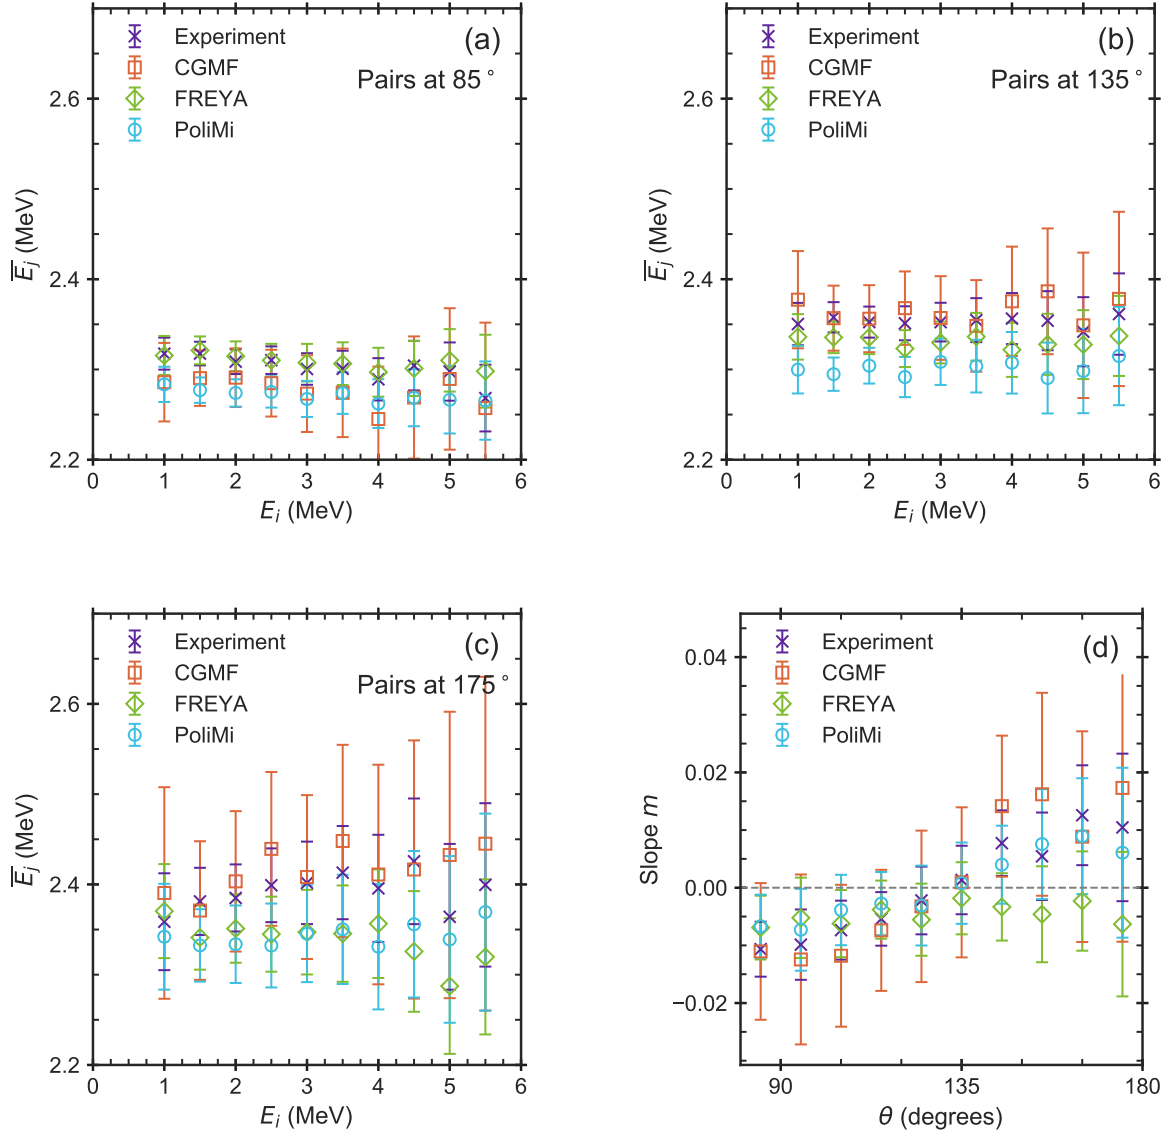 (a)
Experiment
CGMF
FREYA
PoliMi
Pairs at 85°
2.6
2.4
2.2
E̅ⱼ (MeV)
0 1 2 3 4 5 6
Eᵢ (MeV)
(b)
Experiment
CGMF
FREYA
PoliMi
Pairs at 135°
2.6
2.4
2.2
E̅ⱼ (MeV)
0 1 2 3 4 5 6
Eᵢ (MeV)
(c)
Experiment
CGMF
FREYA
PoliMi
Pairs at 175°
2.6
2.4
2.2
E̅ⱼ (MeV)
0 1 2 3 4 5 6
Eᵢ (MeV)
(d)
Experiment
CGMF
FREYA
PoliMi
0.04
0.02
0.00
−0.02
Slope m
90 135 180
θ (degrees)